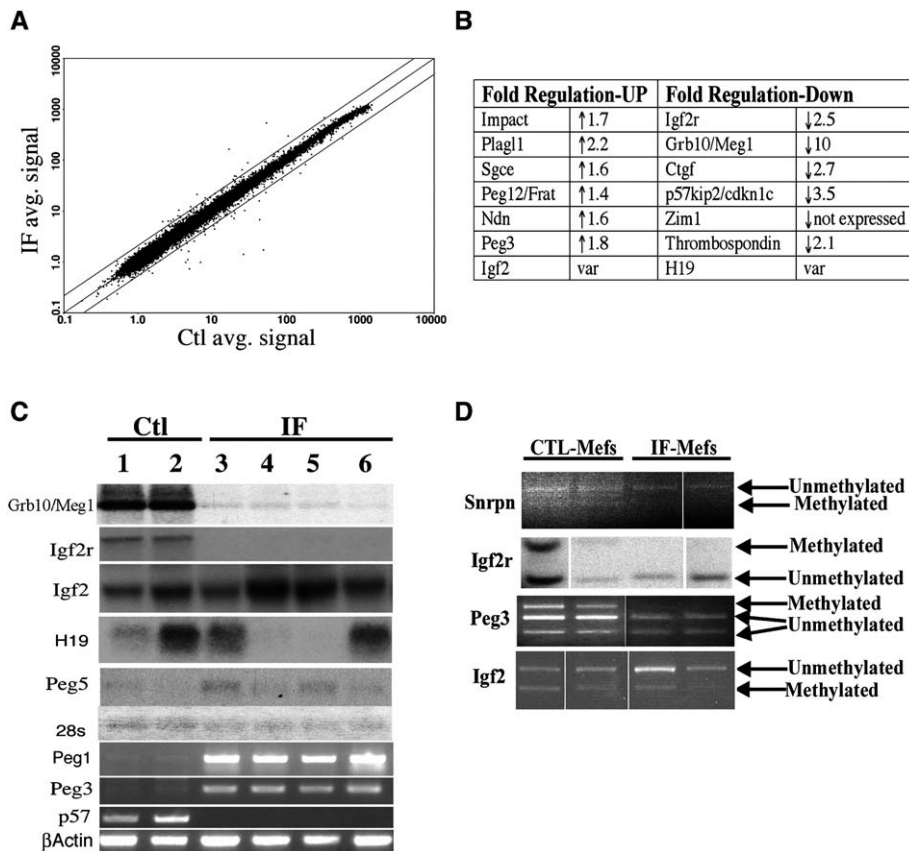 A
10000
1000
100
10
1.0
0.1
IF avg. signal
0.1 1.0 10 100 1000 10000
Ctl avg. signal
B
Fold Regulation-UP Fold Regulation-Down
Impact ↑1.7 Igf2r ↓2.5
Plagl1 ↑2.2 Grb10/Meg1 ↓10
Sgce ↑1.6 Ctgf ↓2.7
Peg12/Frat ↑1.4 p57kip2/cdkn1c ↓3.5
Ndn ↑1.6 Zim1 ↓not expressed
Peg3 ↑1.8 Thrombospondin ↓2.1
Igf2 var H19 var
C
Ctl IF
1 2 3 4 5 6
Grb10/Meg1
Igf2r
Igf2
H19
Peg5
28s
Peg1
Peg3
p57
βActin
D
CTL-Mefs IF-Mefs
Snrpn
Unmethylated
Methylated
Igf2r
Methylated
Unmethylated
Peg3
Methylated
Unmethylated
Igf2
Unmethylated
Methylated